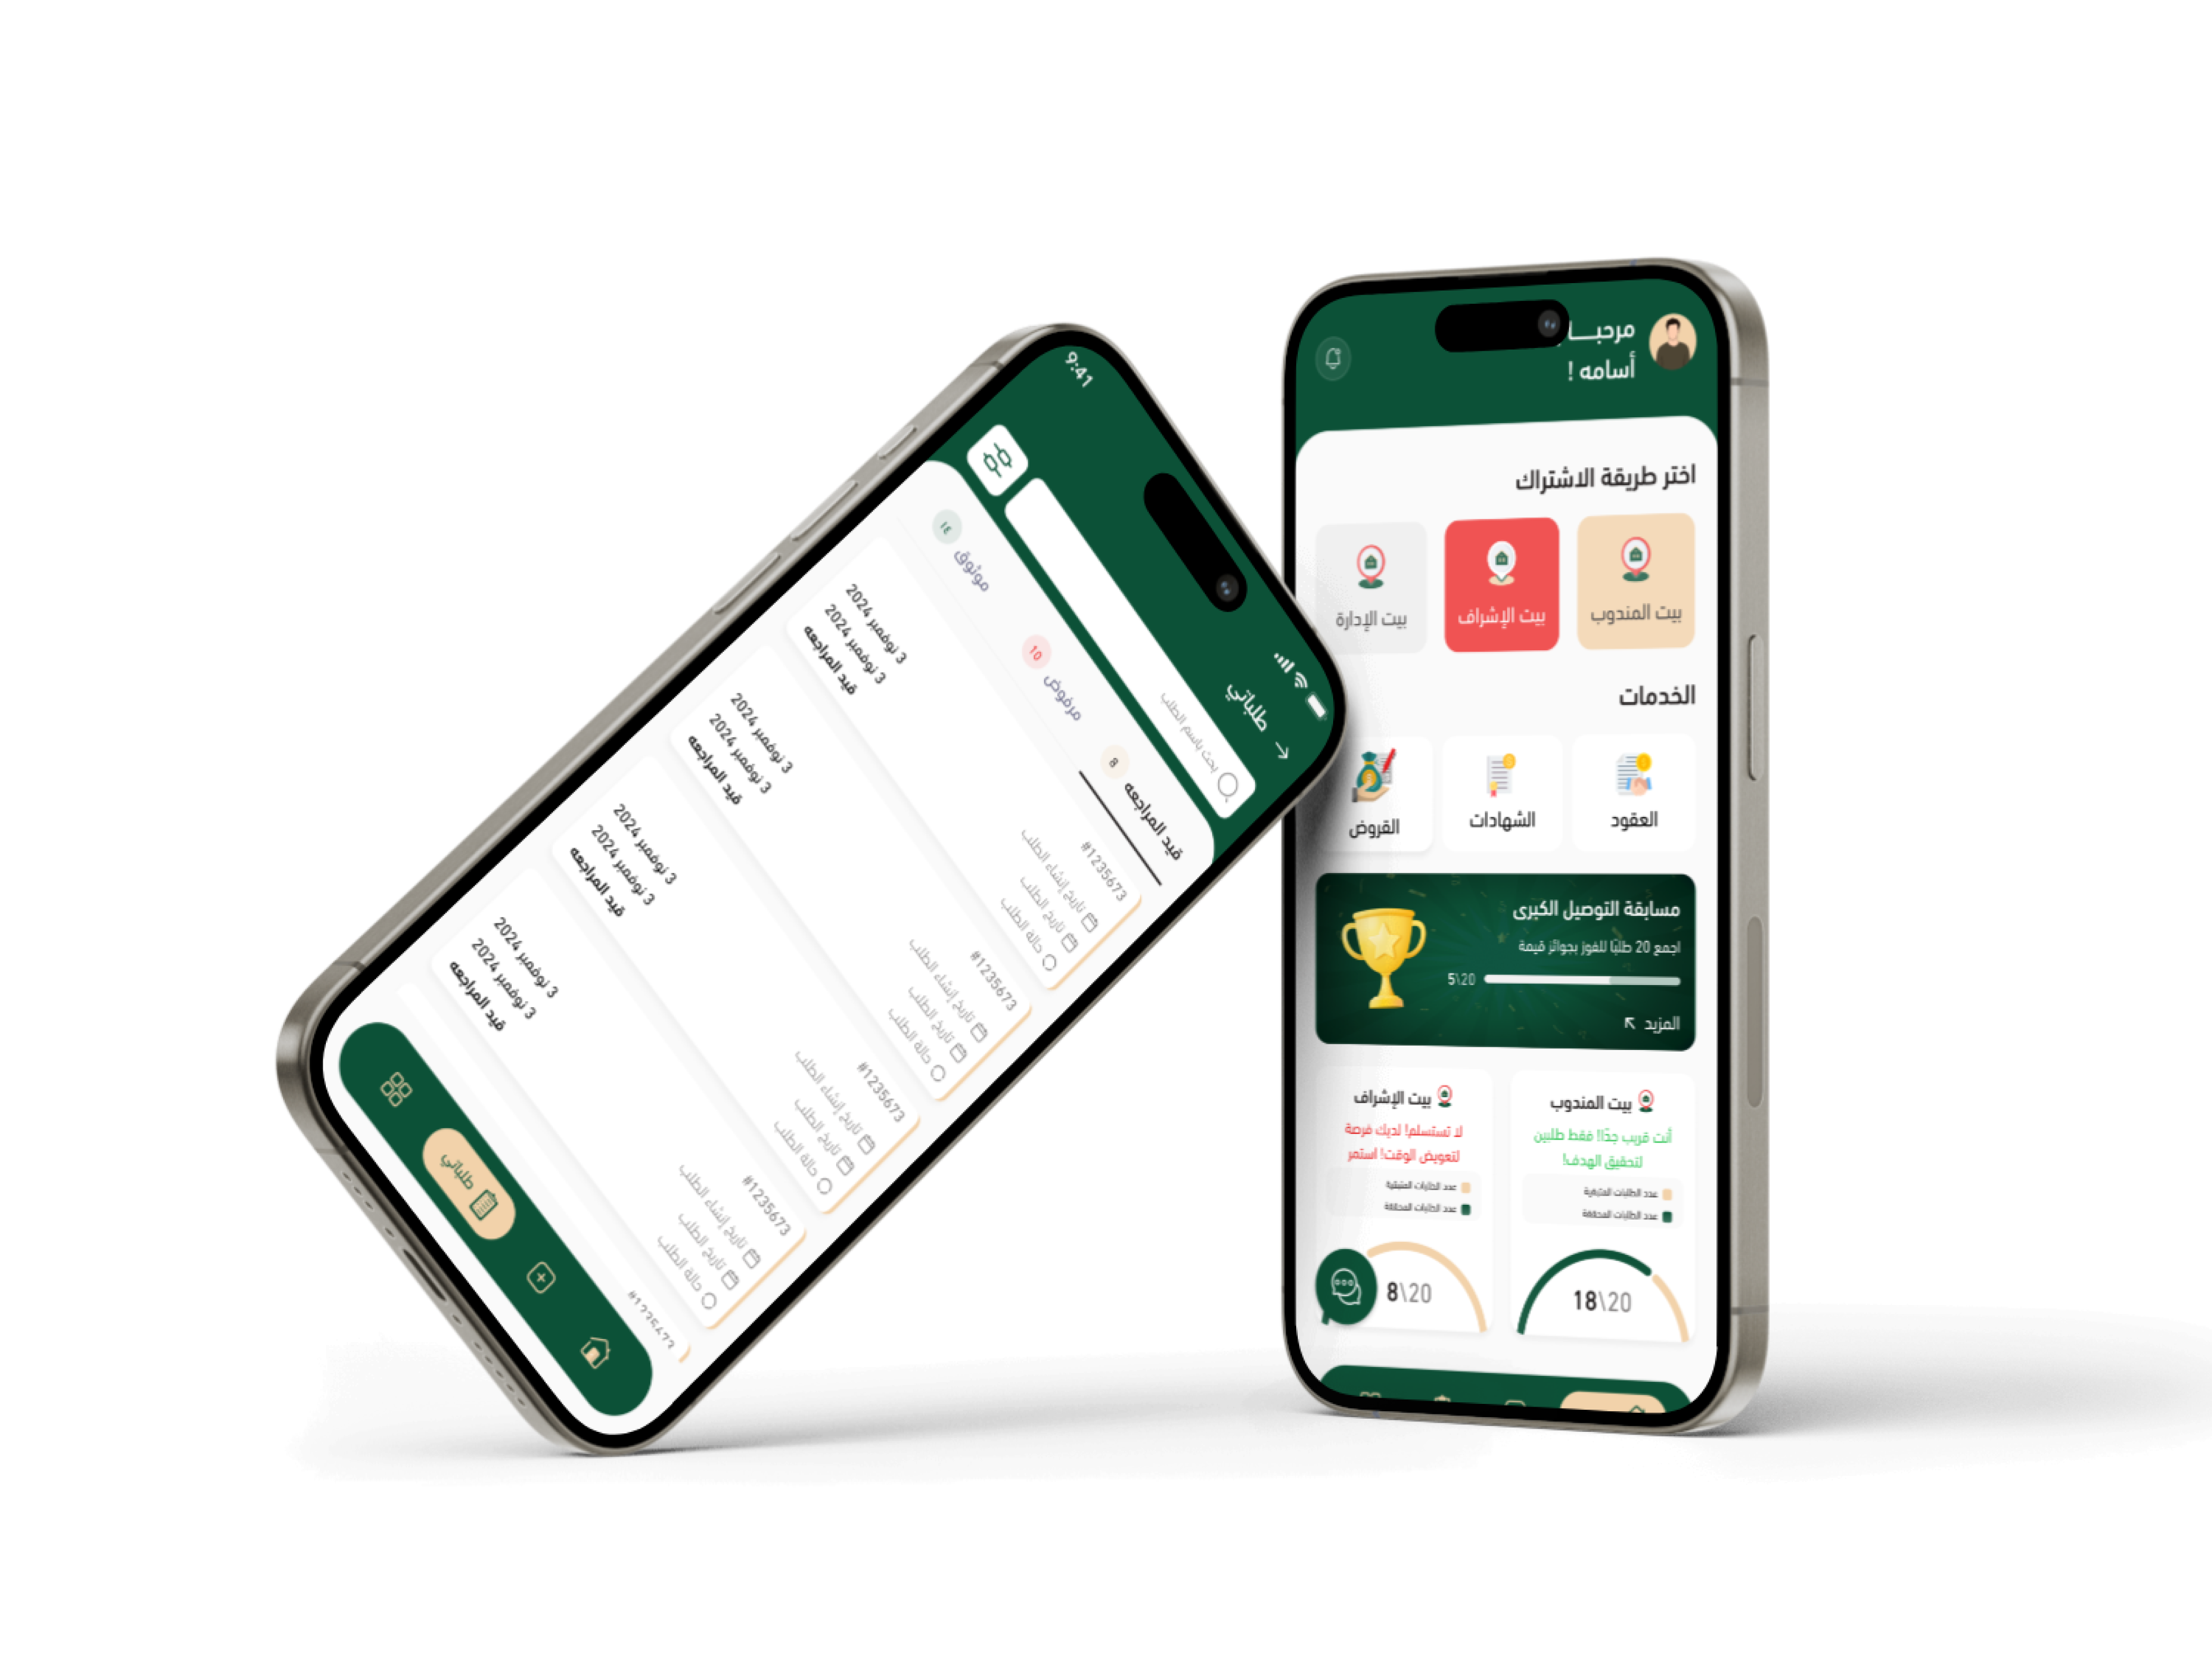 مرحبــــا
أسامه !
اختر طريقة الاشتراك
بيت المندوب
بيت الإشراف
بيت الإدارة
الخدمات
العقود
الشهادات
القروض
مسابقة التوصيل الكبرى
اجمع 20 طلبًا للفوز بجوائز قيمة
5\20
المزيد
بيت المندوب
أنت قريب جدًا! فقط طلبين
لتحقيق الهدف!
عدد الطلبات المتبقية
عدد الطلبات المحققة
18\20
بيت الإشراف
لا تستسلم! لديك فرصة
لتعويض الوقت! استمر
عدد الطلبات المتبقية
عدد الطلبات المحققة
8\20
9:41
طلباتي
بحث باسم الطلب
قيد المراجعه 8
مرفوض 10
موثوق 14
#1235673
تاريخ إنشاء الطلب 3 نوفمبر 2024
تاريخ الطلب 3 نوفمبر 2024
حالة الطلب قيد المراجعه
#1235673
تاريخ إنشاء الطلب 3 نوفمبر 2024
تاريخ الطلب 3 نوفمبر 2024
حالة الطلب قيد المراجعه
#1235673
تاريخ إنشاء الطلب 3 نوفمبر 2024
تاريخ الطلب 3 نوفمبر 2024
حالة الطلب قيد المراجعه
#1235673
تاريخ إنشاء الطلب 3 نوفمبر 2024
تاريخ الطلب 3 نوفمبر 2024
حالة الطلب قيد المراجعه
طلباتي